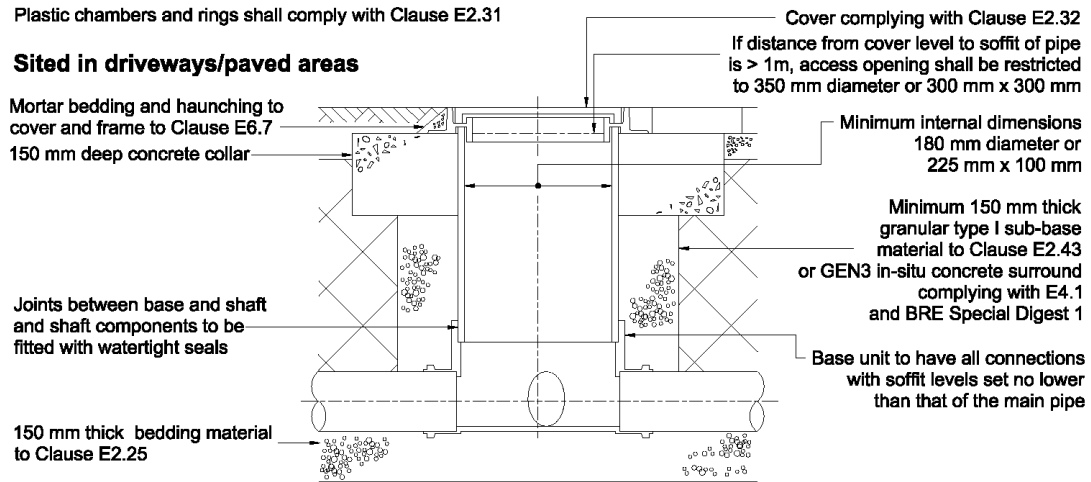 Plastic chambers and rings shall comply with Clause E2.31
Sited in driveways/paved areas
Mortar bedding and haunching to
cover and frame to Clause E6.7
150 mm deep concrete collar
Joints between base and shaft
and shaft components to be
fitted with watertight seals
150 mm thick bedding material
to Clause E2.25
Cover complying with Clause E2.32
If distance from cover level to soffit of pipe
is > 1m, access opening shall be restricted
to 350 mm diameter or 300 mm x 300 mm
Minimum internal dimensions
180 mm diameter or
225 mm x 100 mm
Minimum 150 mm thick
granular type I sub-base
material to Clause E2.43
or GEN3 in-situ concrete surround
complying with E4.1
and BRE Special Digest 1
Base unit to have all connections
with soffit levels set no lower
than that of the main pipe